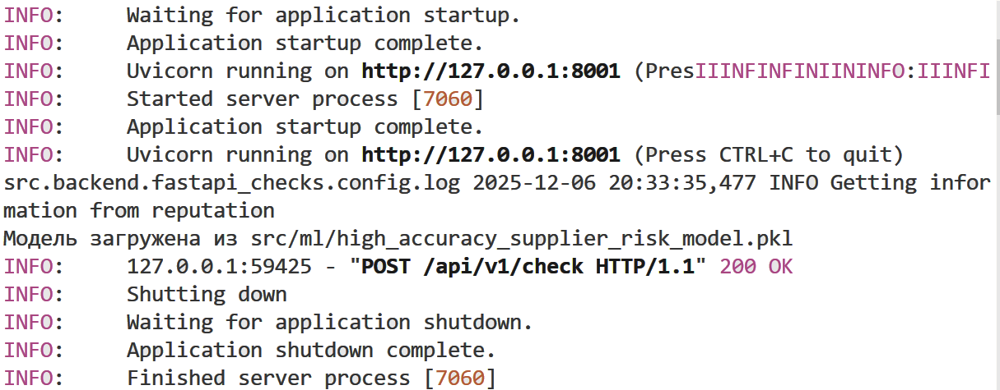 INFO:     Waiting for application startup.
INFO:     Application startup complete.
INFO:     Uvicorn running on http://127.0.0.1:8001 (PresIIINFINFINIININFO:IIINFI
INFO:     Started server process [7060]
INFO:     Application startup complete.
INFO:     Uvicorn running on http://127.0.0.1:8001 (Press CTRL+C to quit)
src.backend.fastapi_checks.config.log 2025-12-06 20:33:35,477 INFO Getting infor
mation from reputation
Модель загружена из src/ml/high_accuracy_supplier_risk_model.pkl
INFO:     127.0.0.1:59425 - "POST /api/v1/check HTTP/1.1" 200 OK
INFO:     Shutting down
INFO:     Waiting for application shutdown.
INFO:     Application shutdown complete.
INFO:     Finished server process [7060]